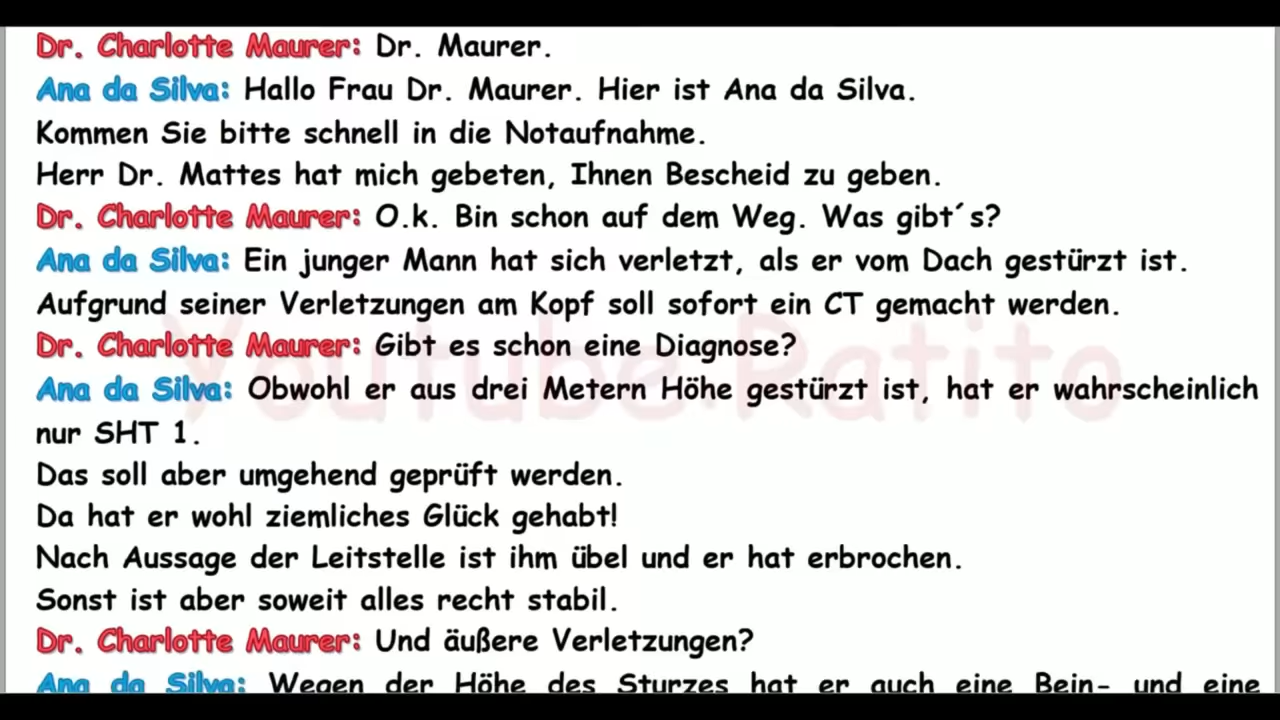 Dr. Charlotte Maurer: Dr. Maurer.
Ana da Silva: Hallo Frau Dr. Maurer. Hier ist Ana da Silva.
Kommen Sie bitte schnell in die Notaufnahme.
Herr Dr. Mattes hat mich gebeten, Ihnen Bescheid zu geben.
Dr. Charlotte Maurer: O.k. Bin schon auf dem Weg. Was gibt´s?
Ana da Silva: Ein junger Mann hat sich verletzt, als er vom Dach gestürzt ist.
Aufgrund seiner Verletzungen am Kopf soll sofort ein CT gemacht werden.
Dr. Charlotte Maurer: Gibt es schon eine Diagnose?
Youtube Ratito
Ana da Silva: Obwohl er aus drei Metern Höhe gestürzt ist, hat er wahrscheinlich
nur SHT 1.
Das soll aber umgehend geprüft werden.
Da hat er wohl ziemliches Glück gehabt!
Nach Aussage der Leitstelle ist ihm übel und er hat erbrochen.
Sonst ist aber soweit alles recht stabil.
Dr. Charlotte Maurer: Und äußere Verletzungen?
Ana da Silva: Wegen der Höhe des Sturzes hat er auch eine Bein- und eine